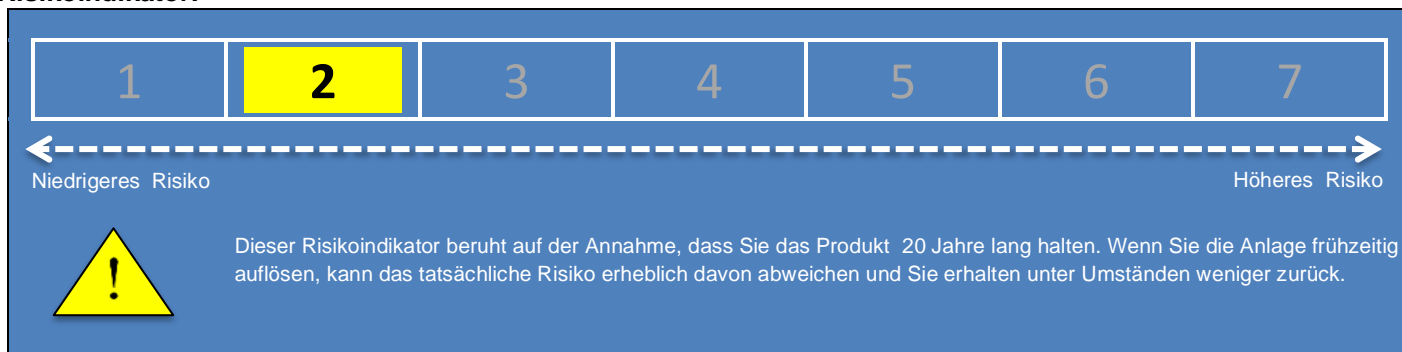 Risikoindikator:
1 2 3 4 5 6 7
Niedrigeres Risiko Höheres Risiko
!
Dieser Risikoindikator beruht auf der Annahme, dass Sie das Produkt 20 Jahre lang halten. Wenn Sie die Anlage frühzeitig
auflösen, kann das tatsächliche Risiko erheblich davon abweichen und Sie erhalten unter Umständen weniger zurück.